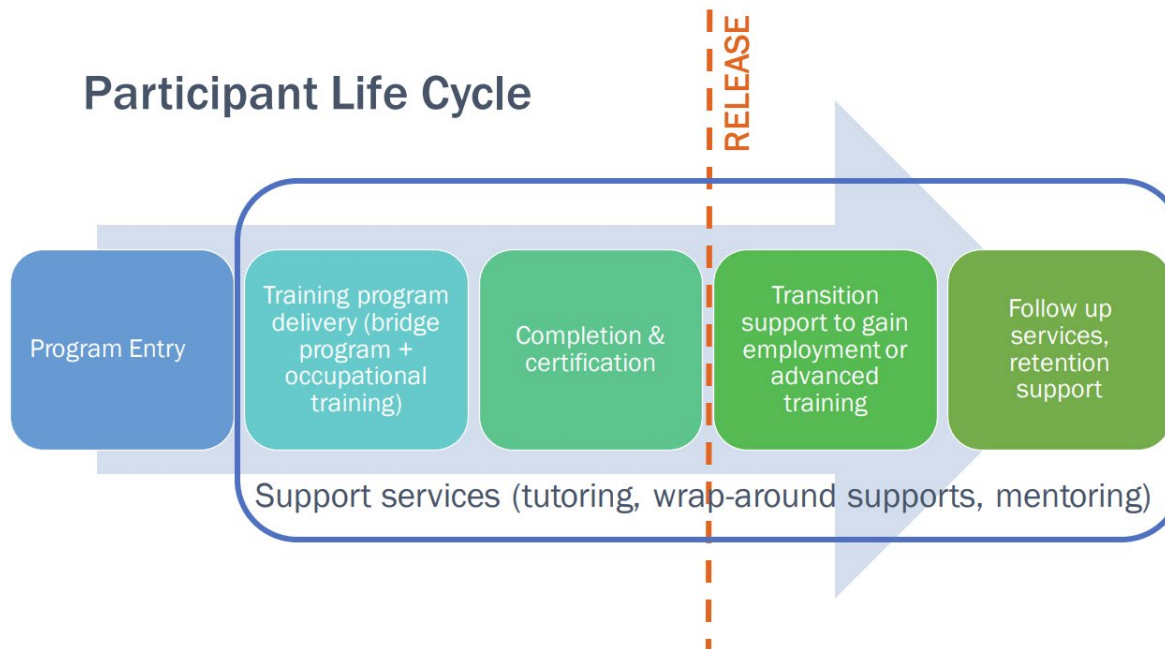 Participant Life Cycle
RELEASE
Program Entry
Training program
delivery (bridge
program +
occupational
training)
Completion &
certification
Transition
support to gain
employment or
advanced
training
Follow up
services,
retention
support
Support services (tutoring, wrap-around supports, mentoring)